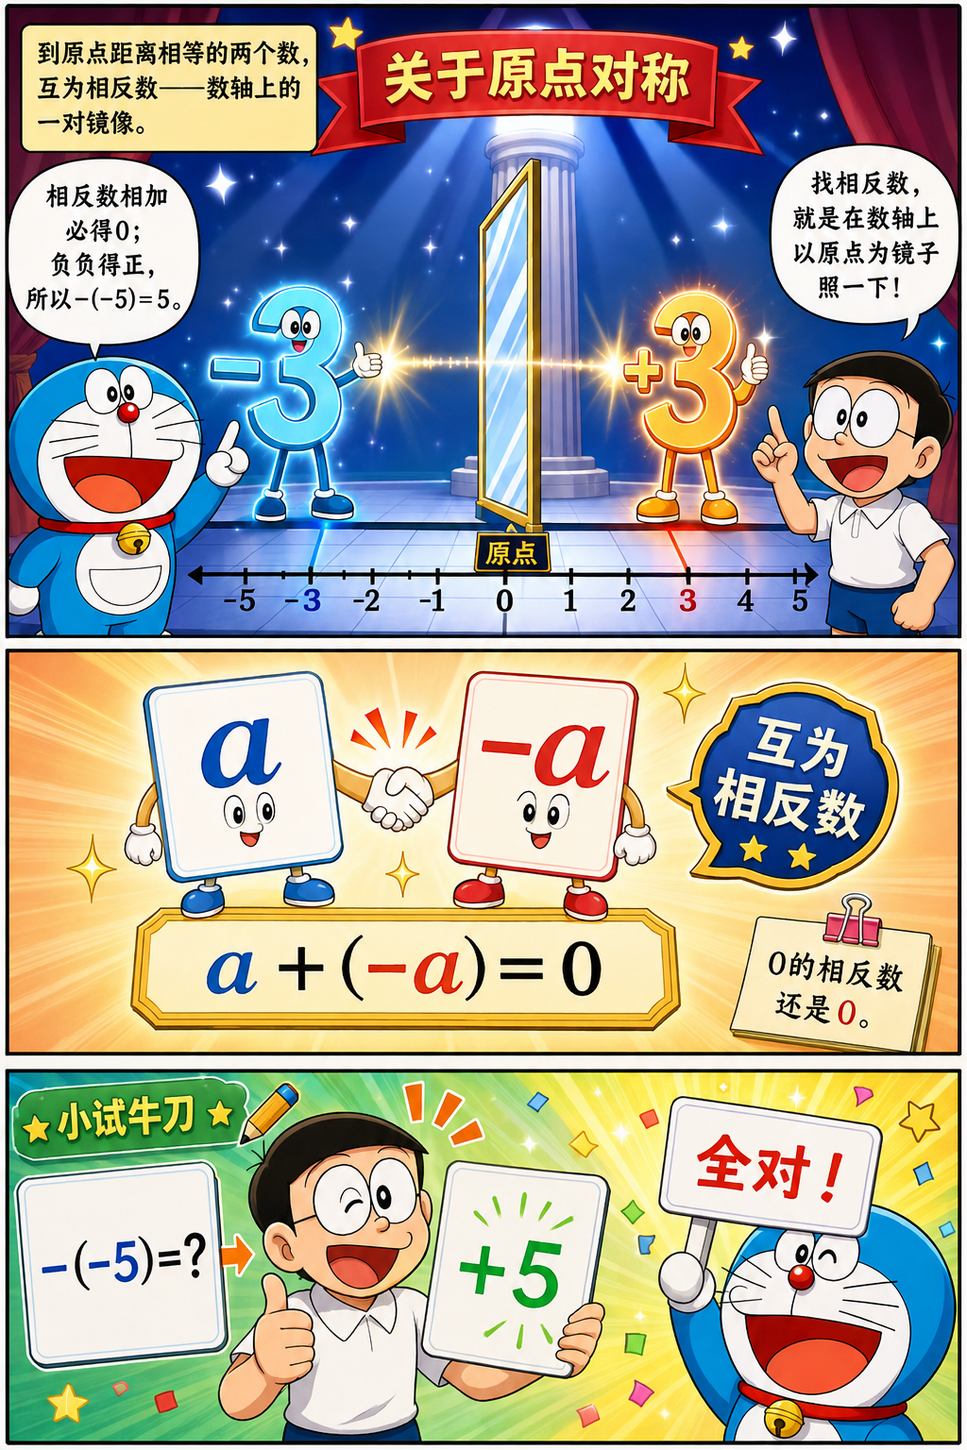 到原点距离相等的两个数，
互为相反数——数轴上的
一对镜像。
关于原点对称
相反数相加
必得0；
负负得正，
所以-(-5)=5。
找相反数，
就是在数轴上
以原点为镜子
照一下！
-3
+3
原点
-5 -3 -2 -1 0 1 2 3 4 5
a
-a
互为
相反数
a+(-a)=0
0的相反数
还是0。
小试牛刀
-(-5)=?
+5
全对！